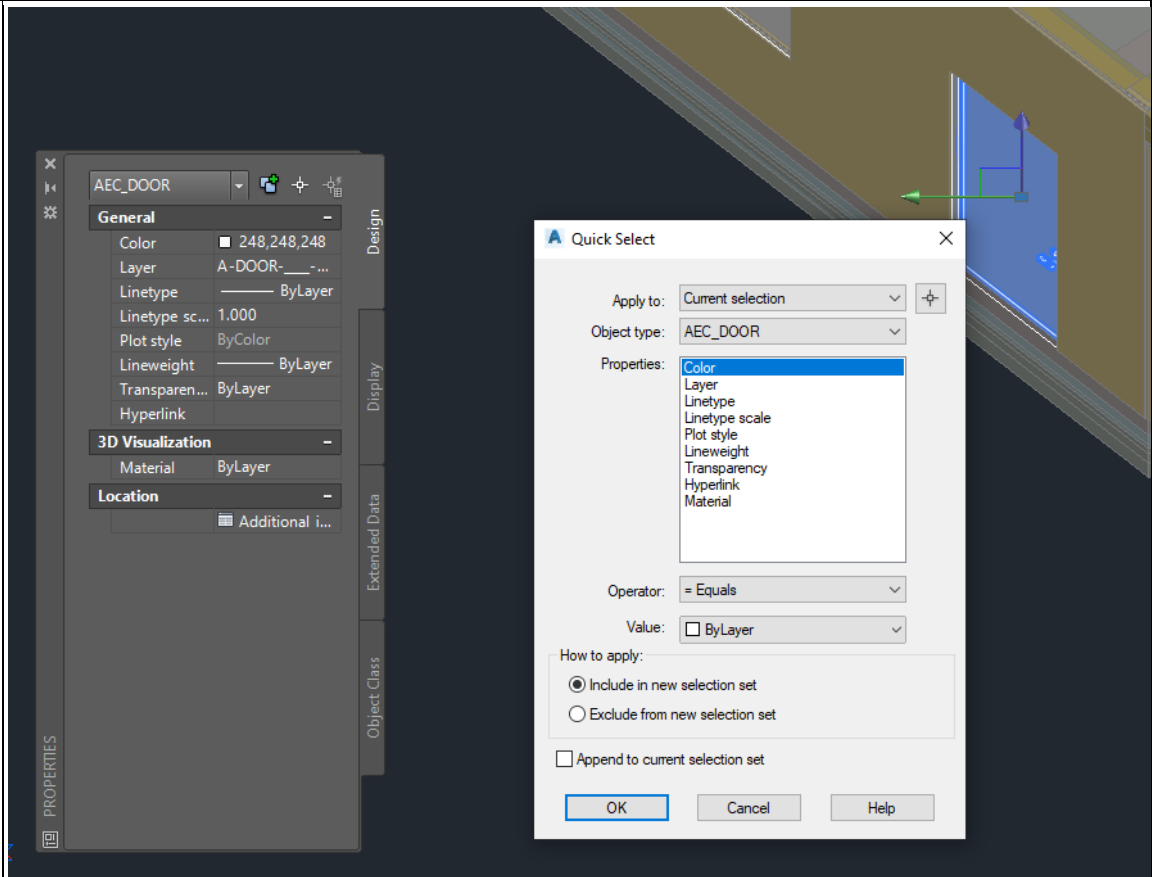 AEC_DOOR
General
Color 248,248,248
Layer A-DOOR-___-...
Linetype ByLayer
Linetype sc... 1.000
Plot style ByColor
Lineweight ByLayer
Transparen... ByLayer
Hyperlink
3D Visualization
Material ByLayer
Location
Additional i...
Design
Display
Extended Data
Object Class
PROPERTIES
Quick Select
Apply to: Current selection
Object type: AEC_DOOR
Properties: Color
Layer
Linetype
Linetype scale
Plot style
Lineweight
Transparency
Hyperlink
Material
Operator: = Equals
Value: ByLayer
How to apply:
Include in new selection set
Exclude from new selection set
Append to current selection set
OK Cancel Help